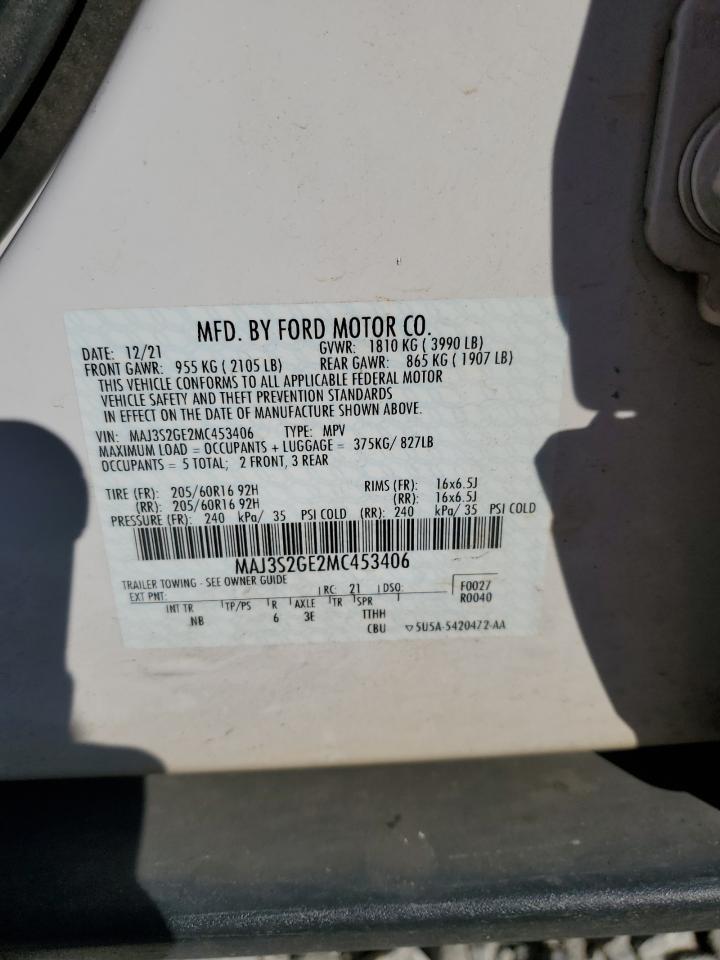 MFD. BY FORD MOTOR CO.
DATE: 12/21 GVWR: 1810 KG ( 3990 LB)
FRONT GAWR: 955 KG ( 2105 LB) REAR GAWR: 865 KG ( 1907 LB)
THIS VEHICLE CONFORMS TO ALL APPLICABLE FEDERAL MOTOR
VEHICLE SAFETY AND THEFT PREVENTION STANDARDS
IN EFFECT ON THE DATE OF MANUFACTURE SHOWN ABOVE.
VIN: MAJ3S2GE2MC453406 TYPE: MPV
MAXIMUM LOAD = OCCUPANTS + LUGGAGE = 375KG/ 827LB
OCCUPANTS = 5 TOTAL; 2 FRONT, 3 REAR
TIRE (FR): 205/60R16 92H RIMS (FR): 16x6.5J
(RR): 205/60R16 92H (RR): 16x6.5J
PRESSURE (FR): 240 kPa/ 35 PSI COLD (RR): 240 kPa/ 35 PSI COLD
MAJ3S2GE2MC453406
TRAILER TOWING - SEE OWNER GUIDE
EXT PNT: RC: 21 DSO: F0027
R0040
INT TR TP/PS R AXLE TR SPR
NB 6 3E TTHH
CBU 5U5A-5420472-AA